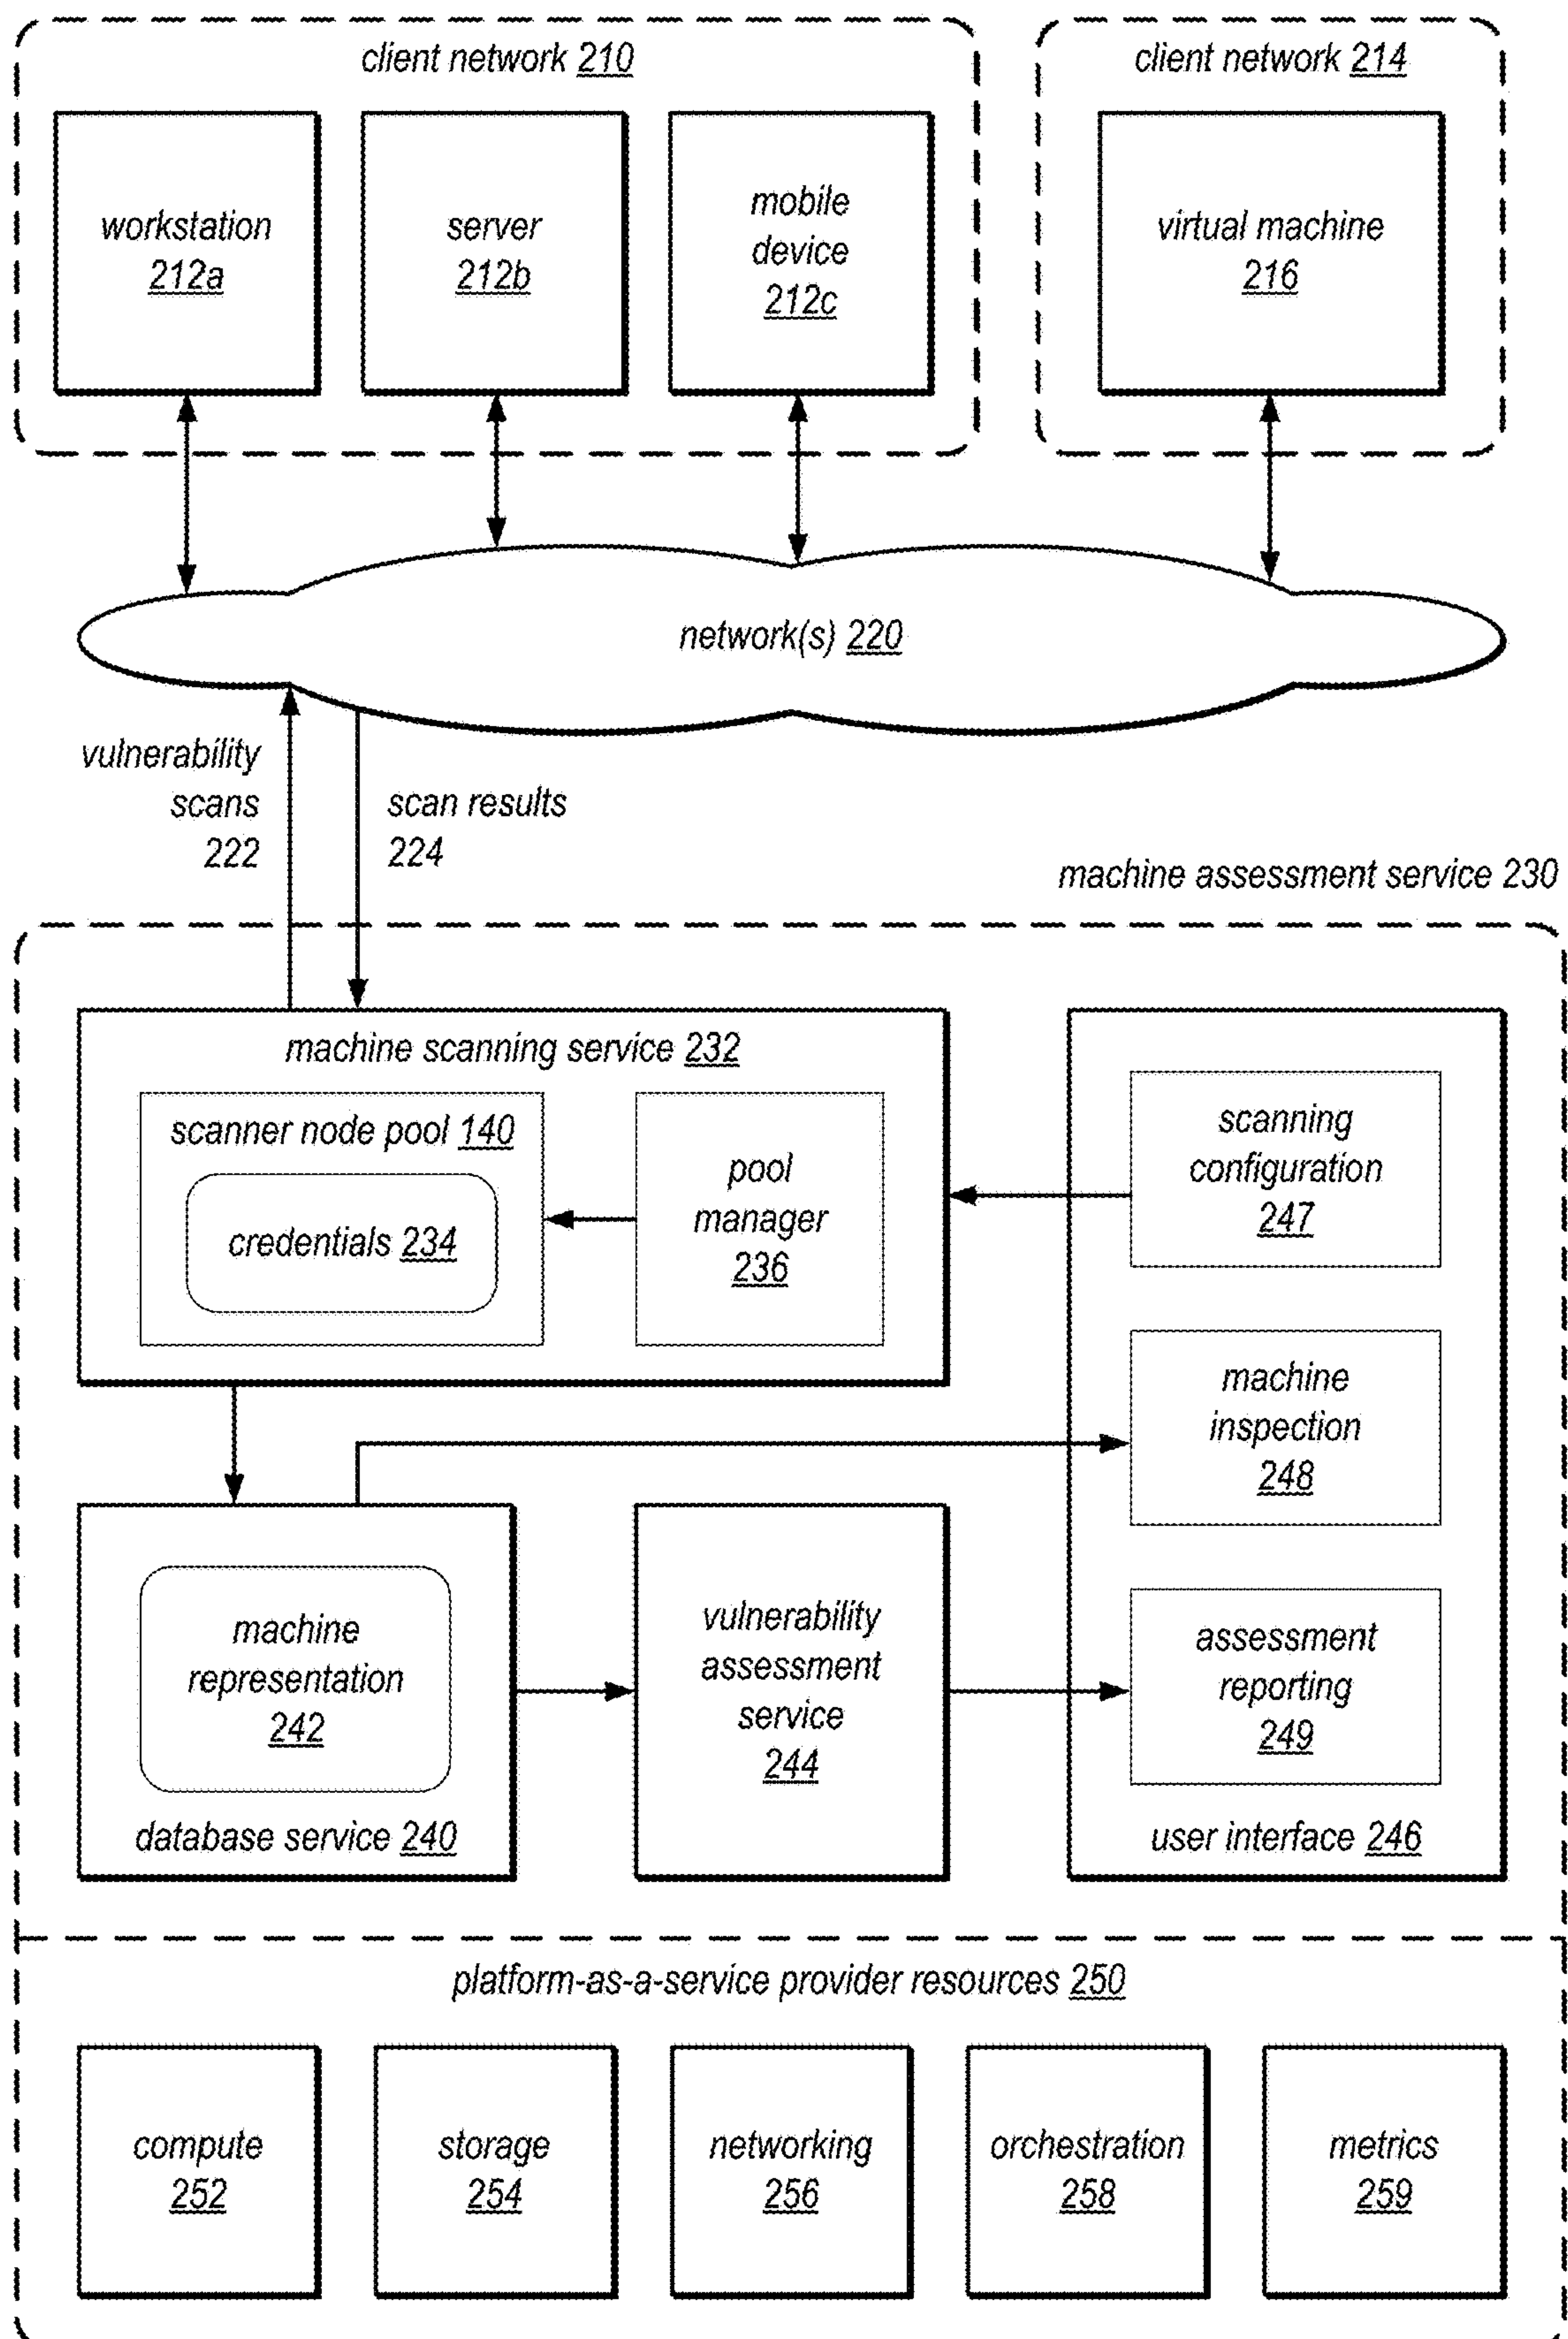 client network 210
client network 214
workstation
212a
server
212b
mobile
device
212c
virtual machine
216
network(s) 220
vulnerability
scans
222
scan results
224
machine assessment service 230
machine scanning service 232
scanner node pool 140
credentials 234
pool
manager
236
scanning
configuration
247
machine
inspection
248
machine
representation
242
database service 240
vulnerability
assessment
service
244
assessment
reporting
249
user interface 246
platform-as-a-service provider resources 250
compute
252
storage
254
networking
256
orchestration
258
metrics
259